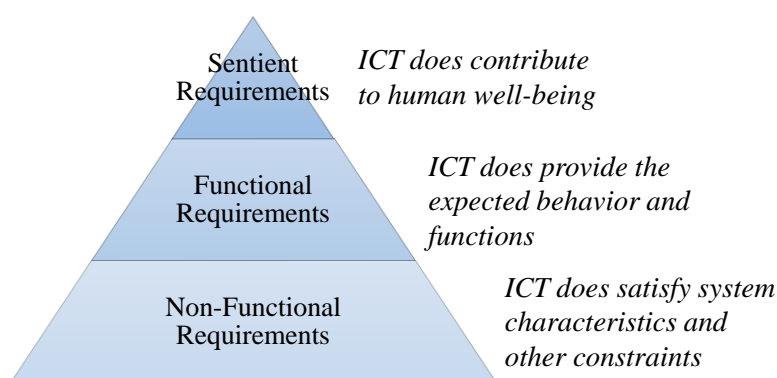 Sentient
Requirements
ICT does contribute
to human well-being
Functional
Requirements
ICT does provide the
expected behavior and
functions
Non-Functional
Requirements
ICT does satisfy system
characteristics and
other constraints